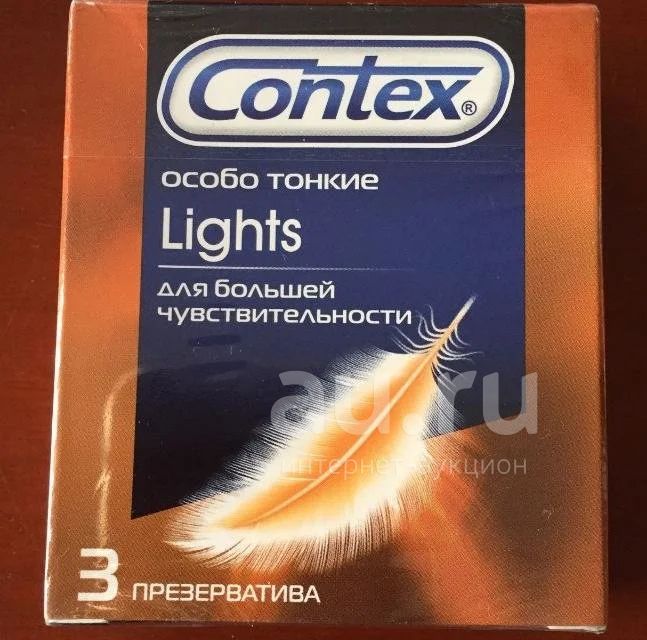 Contex®
особо тонкие
Lights
для большей
чувствительности
au.ru
интернет-аукцион
3 ПРЕЗЕРВАТИВА